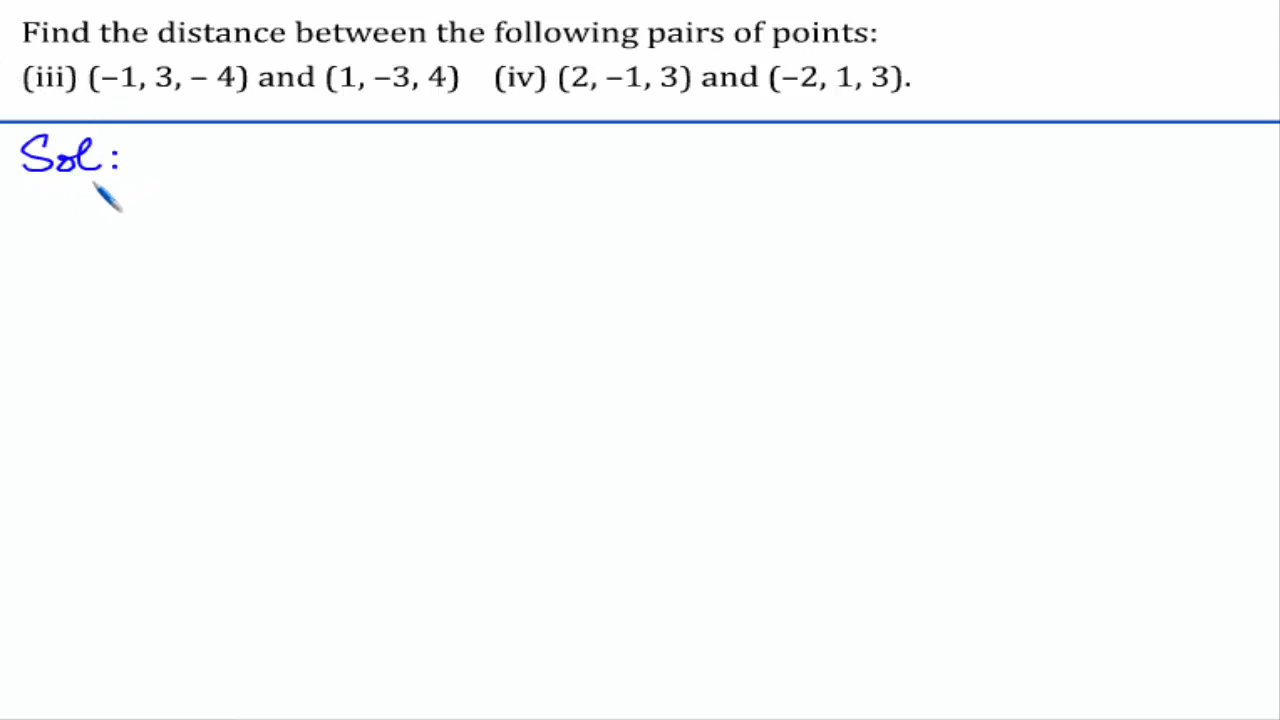 Find the distance between the following pairs of points:
(iii) (−1, 3, − 4) and (1, −3, 4) (iv) (2, −1, 3) and (−2, 1, 3).
Sol: